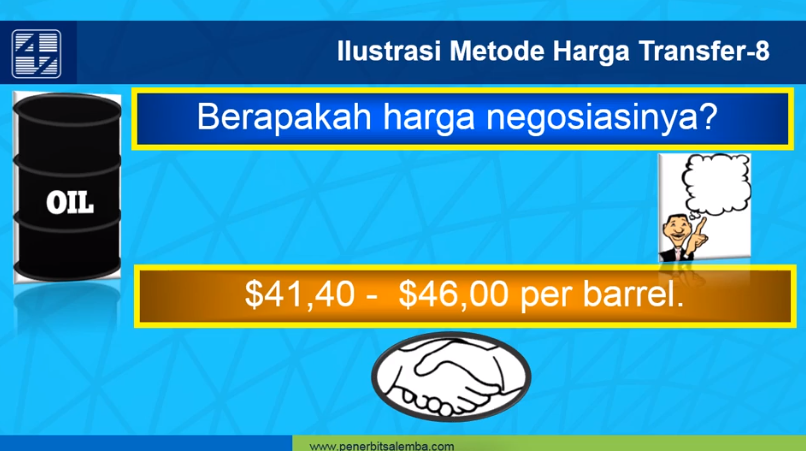 Ilustrasi Metode Harga Transfer-8
Berapakah harga negosiasinya?
OIL
$41,40 - $46,00 per barrel.
www.penerbitsalemba.com